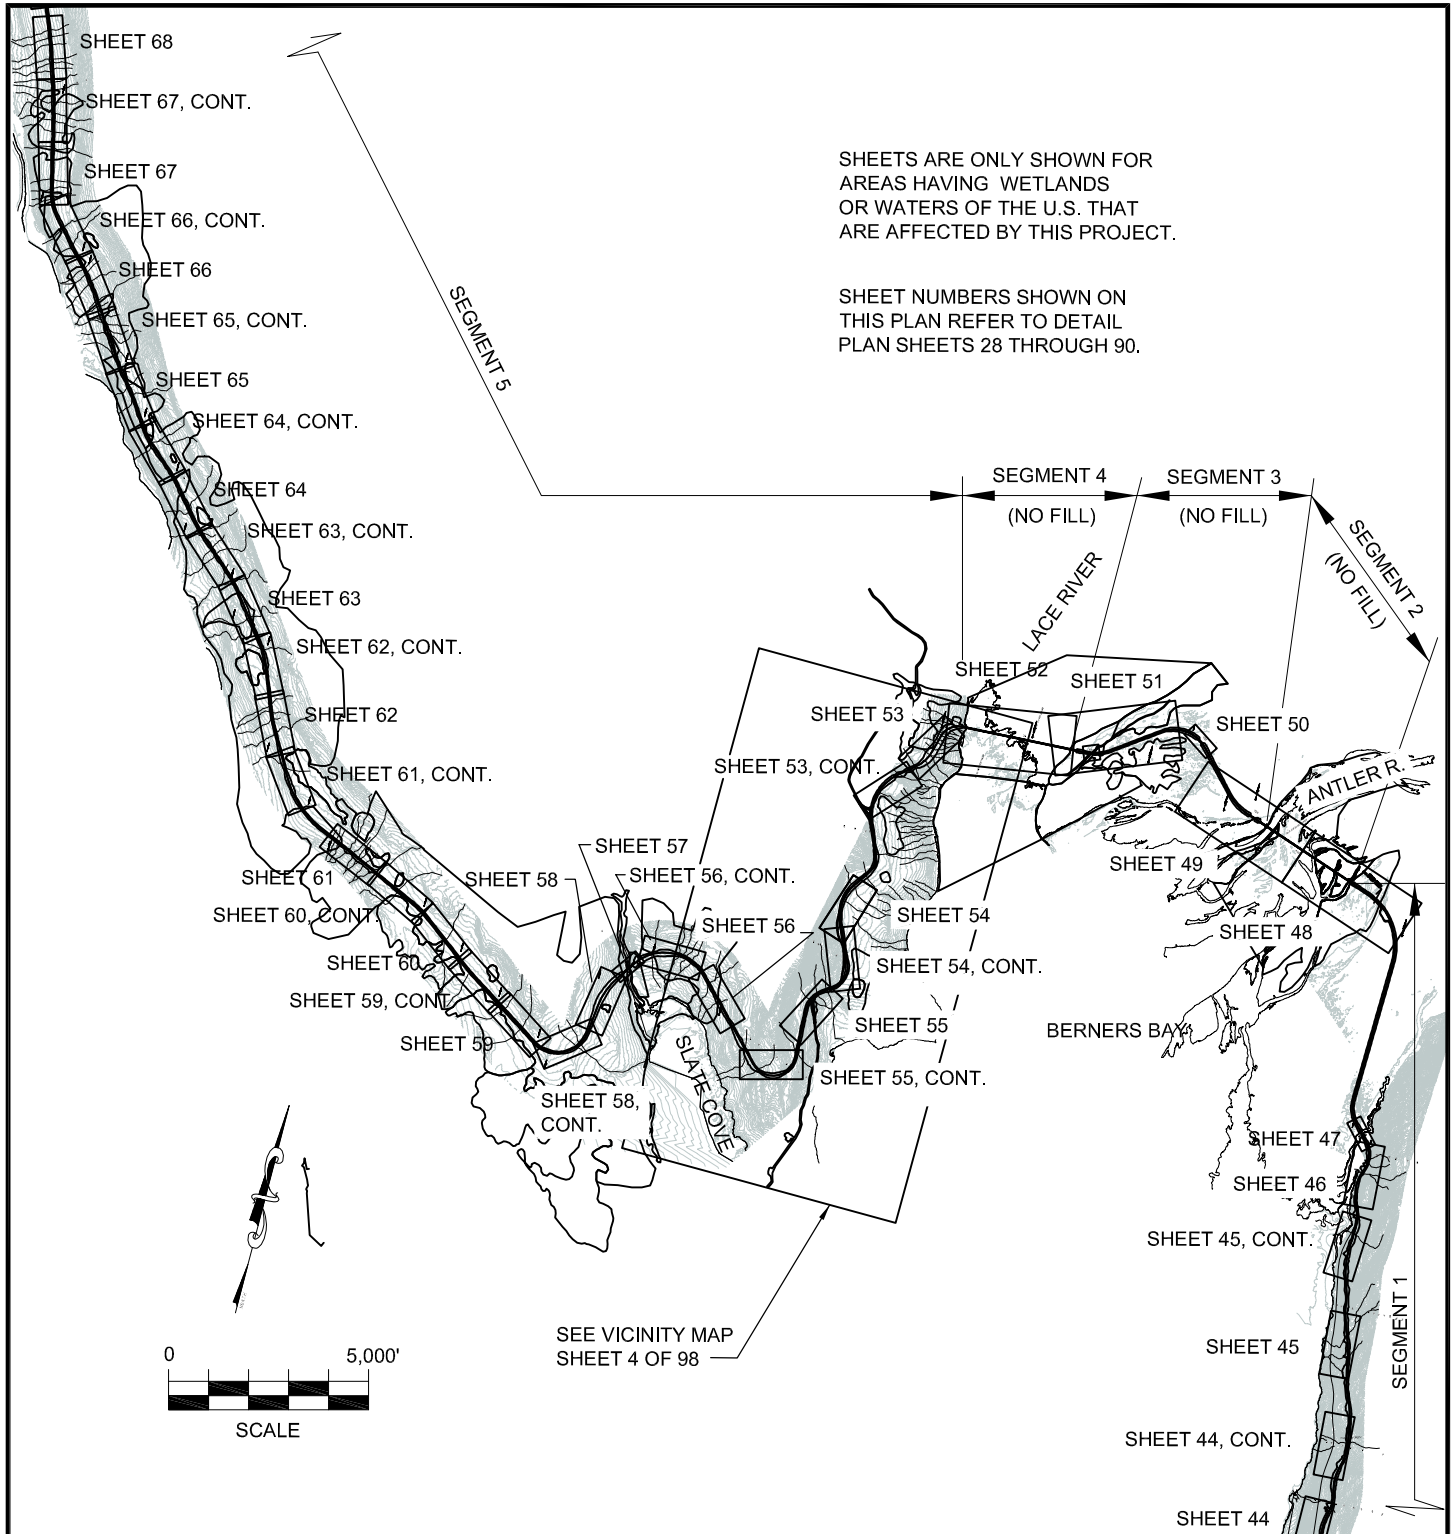 SHEET 68
SHEET 67, CONT.
SHEET 67
SHEET 66, CONT.
SHEET 66
SHEET 65, CONT.
SHEET 65
SHEET 64, CONT.
SHEET 64
SHEET 63, CONT.
SHEET 63
SHEET 62, CONT.
SHEET 62
SHEET 61, CONT.
SHEET 61
SHEET 60, CONT.
SHEET 60
SHEET 59, CONT.
SHEET 59
SHEET 58,
CONT.
SHEET 58
SHEET 57
SHEET 56, CONT.
SHEET 56
SLATE COVE
SEGMENT 5
SHEETS ARE ONLY SHOWN FOR
AREAS HAVING WETLANDS
OR WATERS OF THE U.S. THAT
ARE AFFECTED BY THIS PROJECT.
SHEET NUMBERS SHOWN ON
THIS PLAN REFER TO DETAIL
PLAN SHEETS 28 THROUGH 90.
SEGMENT 4
(NO FILL)
SEGMENT 3
(NO FILL)
SEGMENT 2
(NO FILL)
LACE RIVER
SHEET 52
SHEET 51
SHEET 53
SHEET 50
SHEET 53, CONT.
ANTLER R.
SHEET 49
SHEET 54
SHEET 48
SHEET 54, CONT.
SHEET 55
BERNERS BAY
SHEET 55, CONT.
SHEET 47
SHEET 46
SHEET 45, CONT.
SHEET 45
SEGMENT 1
SHEET 44, CONT.
SHEET 44
SEE VICINITY MAP
SHEET 4 OF 98
0 5,000'
SCALE